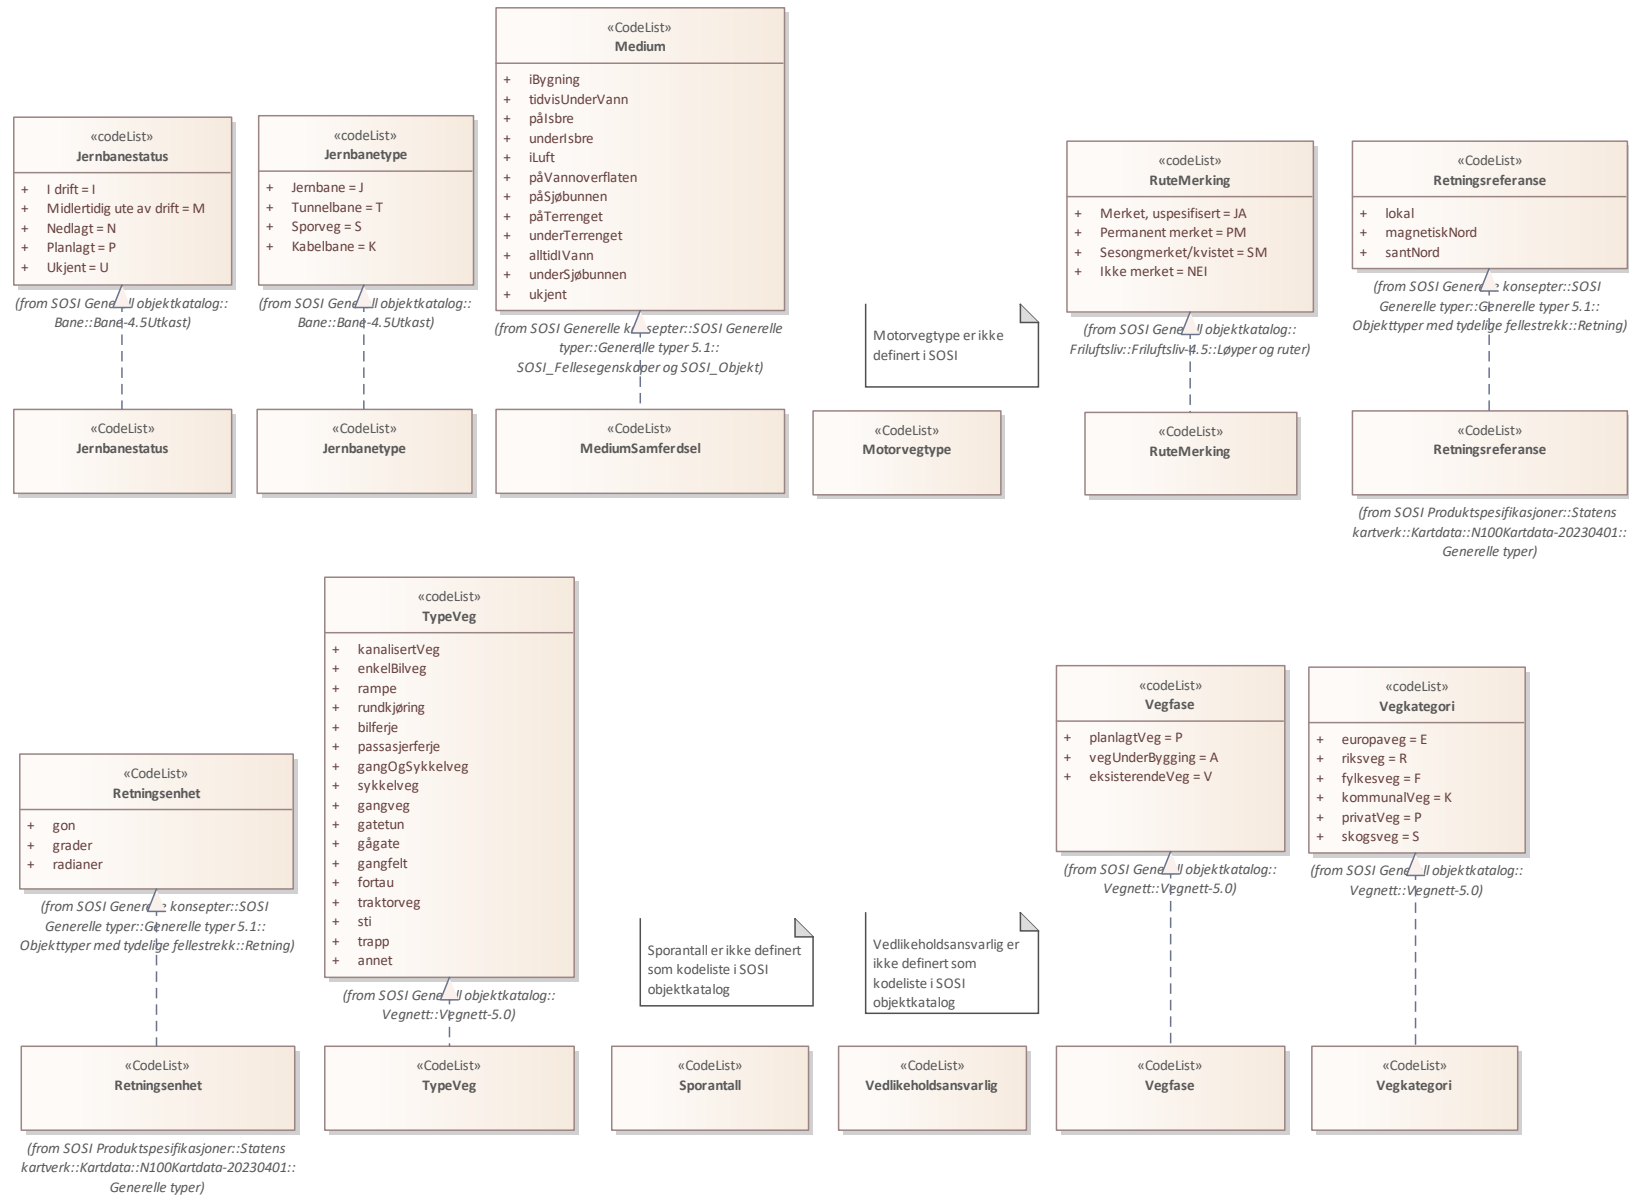 «codeList»
Jernbanestatus
+ I drift = I
+ Midlertidig ute av drift = M
+ Nedlagt = N
+ Planlagt = P
+ Ukjent = U
(from SOSI Generell objektkatalog::
Bane::Bane-4.5Utkast)
«CodeList»
Jernbanestatus
«codeList»
Jernbanetype
+ Jernbane = J
+ Tunnelbane = T
+ Sporveg = S
+ Kabelbane = K
(from SOSI Generell objektkatalog::
Bane::Bane-4.5Utkast)
«CodeList»
Jernbanetype
«CodeList»
Medium
+ iBygning
+ tidvisUnderVann
+ påIsbre
+ underIsbre
+ iLuft
+ påVannoverflaten
+ påSjøbunnen
+ påTerrenget
+ underTerrenget
+ alltidIVann
+ underSjøbunnen
+ ukjent
(from SOSI Generelle konsepter::SOSI Generelle
typer::Generelle typer 5.1::
SOSI_Fellesegenskaper og SOSI_Objekt)
«CodeList»
MediumSamferdsel
Motorvegtype er ikke
definert i SOSI
«CodeList»
Motorvegtype
«codeList»
RuteMerking
+ Merket, uspesifisert = JA
+ Permanent merket = PM
+ Sesongmerket/kvistet = SM
+ Ikke merket = NEI
(from SOSI Generell objektkatalog::
Friluftsliv::Friluftsliv-4.5::Løyper og ruter)
«CodeList»
RuteMerking
«CodeList»
Retningsreferanse
+ lokal
+ magnetiskNord
+ santNord
(from SOSI Generelle konsepter::SOSI
Generelle typer::Generelle typer 5.1::
Objekttyper med tydelige fellestrekk::Retning)
«CodeList»
Retningsreferanse
(from SOSI Produktspesifikasjoner::Statens
kartverk::Kartdata::N100Kartdata-20230401::
Generelle typer)
«CodeList»
Retningsenhet
+ gon
+ grader
+ radianer
(from SOSI Generelle konsepter::SOSI
Generelle typer::Generelle typer 5.1::
Objekttyper med tydelige fellestrekk::Retning)
«CodeList»
Retningsenhet
(from SOSI Produktspesifikasjoner::Statens
kartverk::Kartdata::N100Kartdata-20230401::
Generelle typer)
«codeList»
TypeVeg
+ kanalisertVeg
+ enkelBilveg
+ rampe
+ rundkjøring
+ bilferje
+ passasjerferje
+ gangOgSykkelveg
+ sykkelveg
+ gangveg
+ gatetun
+ gågate
+ gangfelt
+ fortau
+ traktorveg
+ sti
+ trapp
+ annet
(from SOSI Generell objektkatalog::
Vegnett::Vegnett-5.0)
«CodeList»
TypeVeg
Sporantall er ikke definert
som kodeliste i SOSI
objektkatalog
«CodeList»
Sporantall
Vedlikeholdsansvarlig er
ikke definert som
kodeliste i SOSI
objektkatalog
«CodeList»
Vedlikeholdsansvarlig
«codeList»
Vegfase
+ planlagtVeg = P
+ vegUnderBygging = A
+ eksisterendeVeg = V
(from SOSI Generell objektkatalog::
Vegnett::Vegnett-5.0)
«CodeList»
Vegfase
«codeList»
Vegkategori
+ europaveg = E
+ riksveg = R
+ fylkesveg = F
+ kommunalVeg = K
+ privatVeg = P
+ skogsveg = S
(from SOSI Generell objektkatalog::
Vegnett::Vegnett-5.0)
«CodeList»
Vegkategori